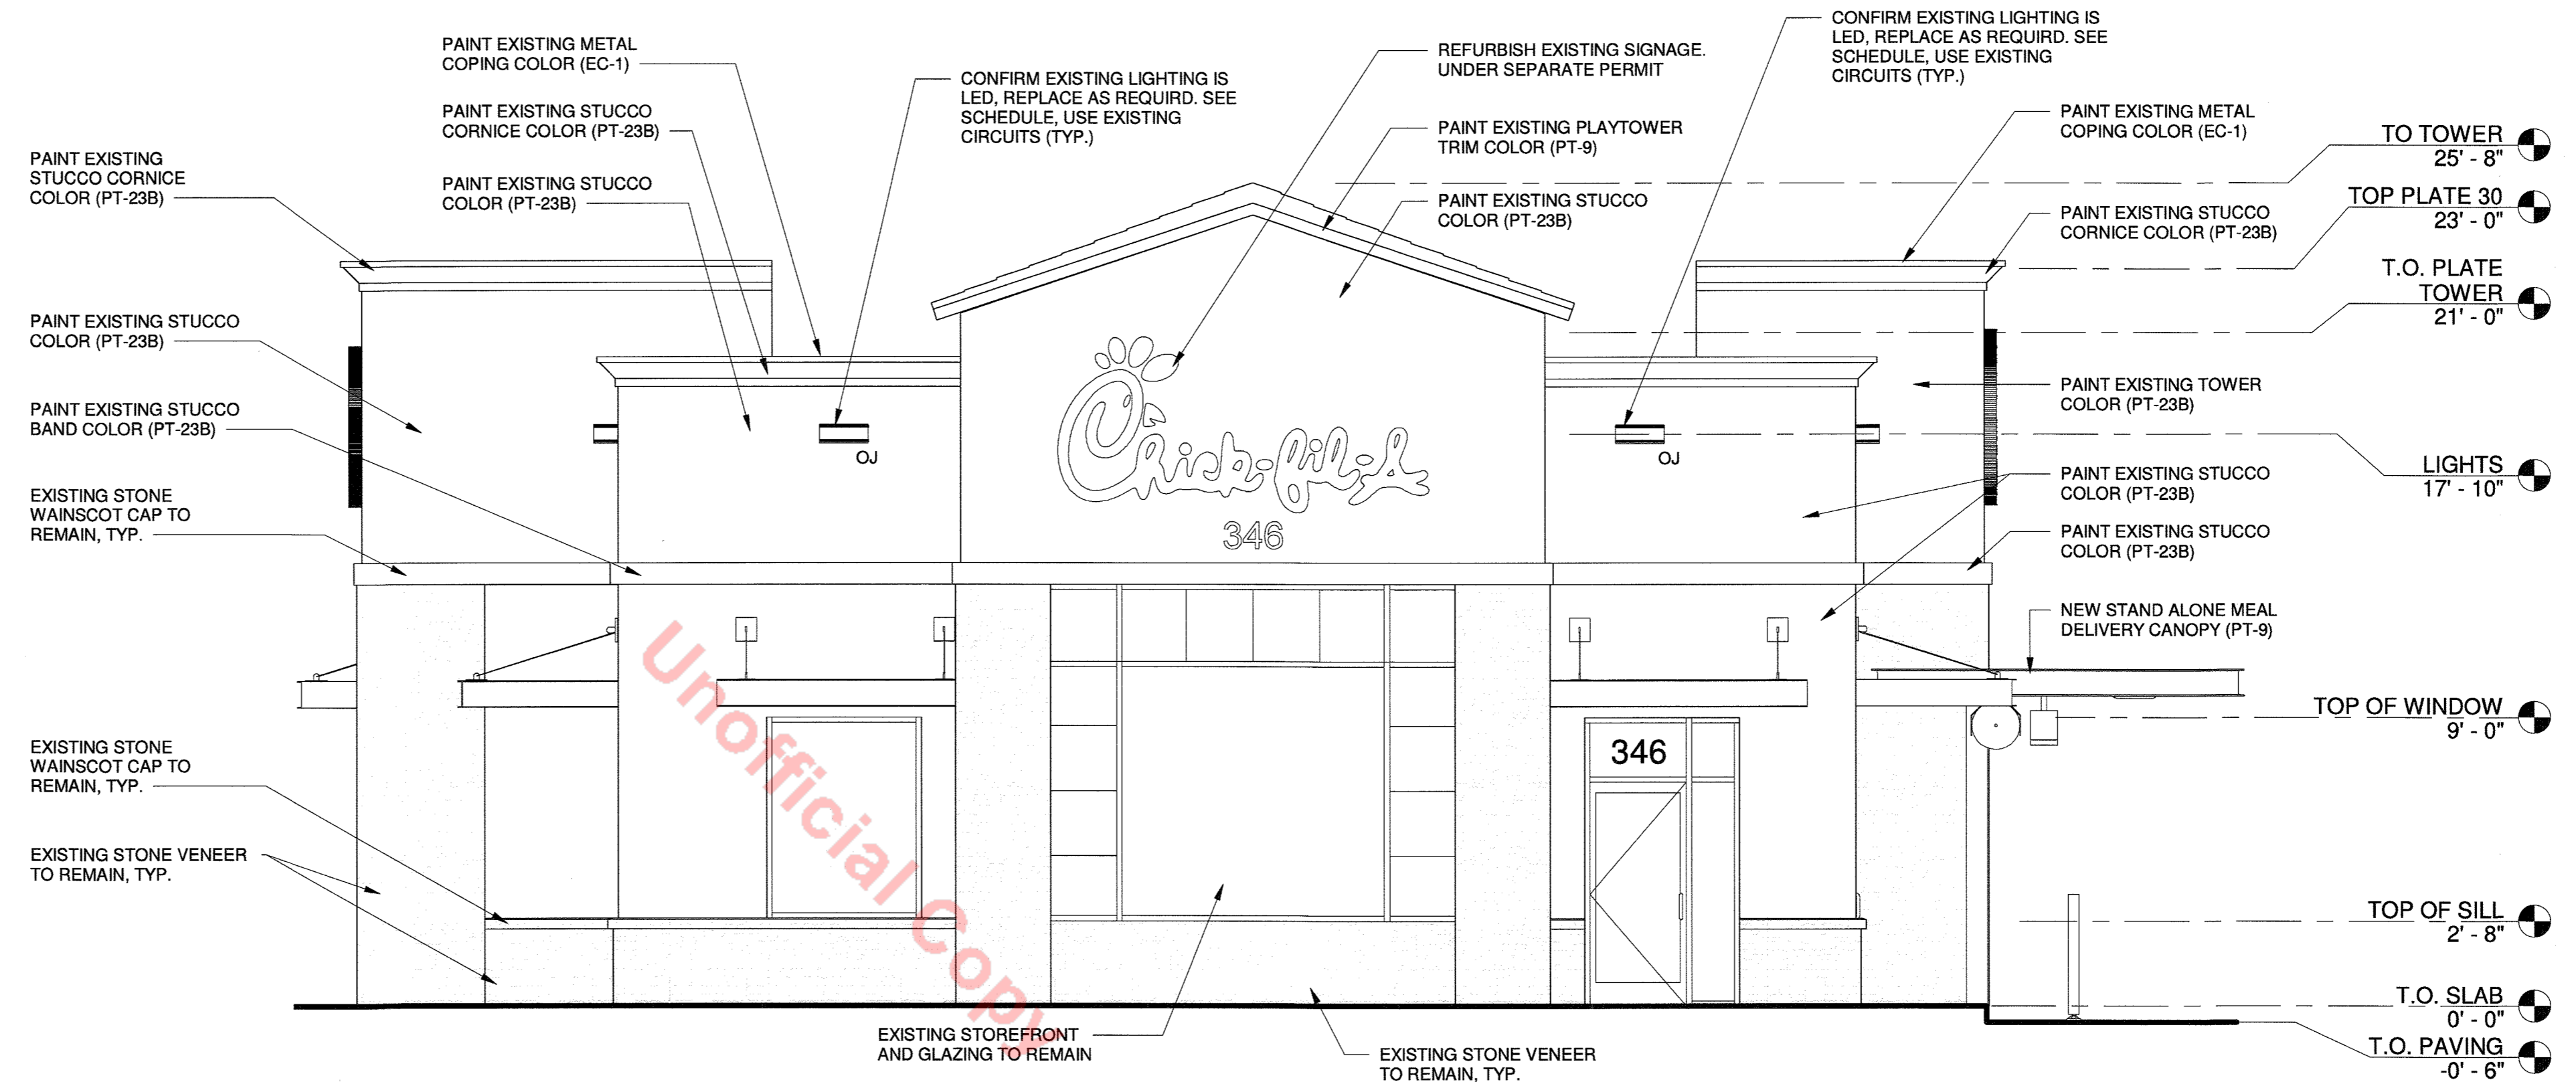 PAINT EXISTING METAL
COPING COLOR (EC-1)
PAINT EXISTING STUCCO
CORNICE COLOR (PT-23B)
PAINT EXISTING STUCCO
COLOR (PT-23B)
CONFIRM EXISTING LIGHTING IS
LED, REPLACE AS REQUIRD. SEE
SCHEDULE, USE EXISTING
CIRCUITS (TYP.)
REFURBISH EXISTING SIGNAGE.
UNDER SEPARATE PERMIT
PAINT EXISTING PLAYTOWER
TRIM COLOR (PT-9)
PAINT EXISTING STUCCO
COLOR (PT-23B)
CONFIRM EXISTING LIGHTING IS
LED, REPLACE AS REQUIRD. SEE
SCHEDULE, USE EXISTING
CIRCUITS (TYP.)
PAINT EXISTING METAL
COPING COLOR (EC-1)
PAINT EXISTING STUCCO
CORNICE COLOR (PT-23B)
PAINT EXISTING TOWER
COLOR (PT-23B)
PAINT EXISTING STUCCO
COLOR (PT-23B)
PAINT EXISTING STUCCO
COLOR (PT-23B)
NEW STAND ALONE MEAL
DELIVERY CANOPY (PT-9)
TO TOWER
25' - 8"
TOP PLATE 30
23' - 0"
T.O. PLATE
TOWER
21' - 0"
LIGHTS
17' - 10"
TOP OF WINDOW
9' - 0"
TOP OF SILL
2' - 8"
T.O. SLAB
0' - 0"
T.O. PAVING
-0' - 6"
PAINT EXISTING
STUCCO CORNICE
COLOR (PT-23B)
PAINT EXISTING STUCCO
COLOR (PT-23B)
PAINT EXISTING STUCCO
BAND COLOR (PT-23B)
EXISTING STONE
WAINSCOT CAP TO
REMAIN, TYP.
EXISTING STONE
WAINSCOT CAP TO
REMAIN, TYP.
EXISTING STONE VENEER
TO REMAIN, TYP.
OJ
Chick-fil-A
346
OJ
346
EXISTING STOREFRONT
AND GLAZING TO REMAIN
EXISTING STONE VENEER
TO REMAIN, TYP.
Unofficial Copy